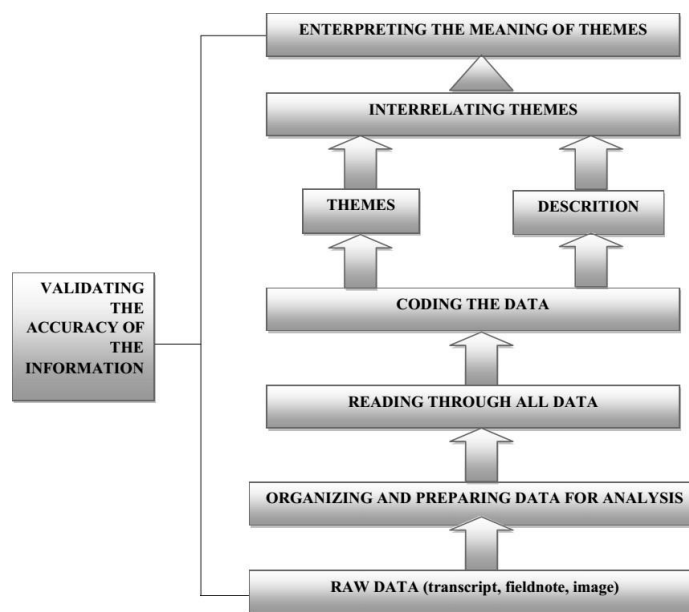 ENTERPRETING THE MEANING OF THEMES
INTERRELATING THEMES
THEMES
DESCRITION
VALIDATING
THE
ACCURACY OF
THE
INFORMATION
CODING THE DATA
READING THROUGH ALL DATA
ORGANIZING AND PREPARING DATA FOR ANALYSIS
RAW DATA (transcript, fieldnote, image)